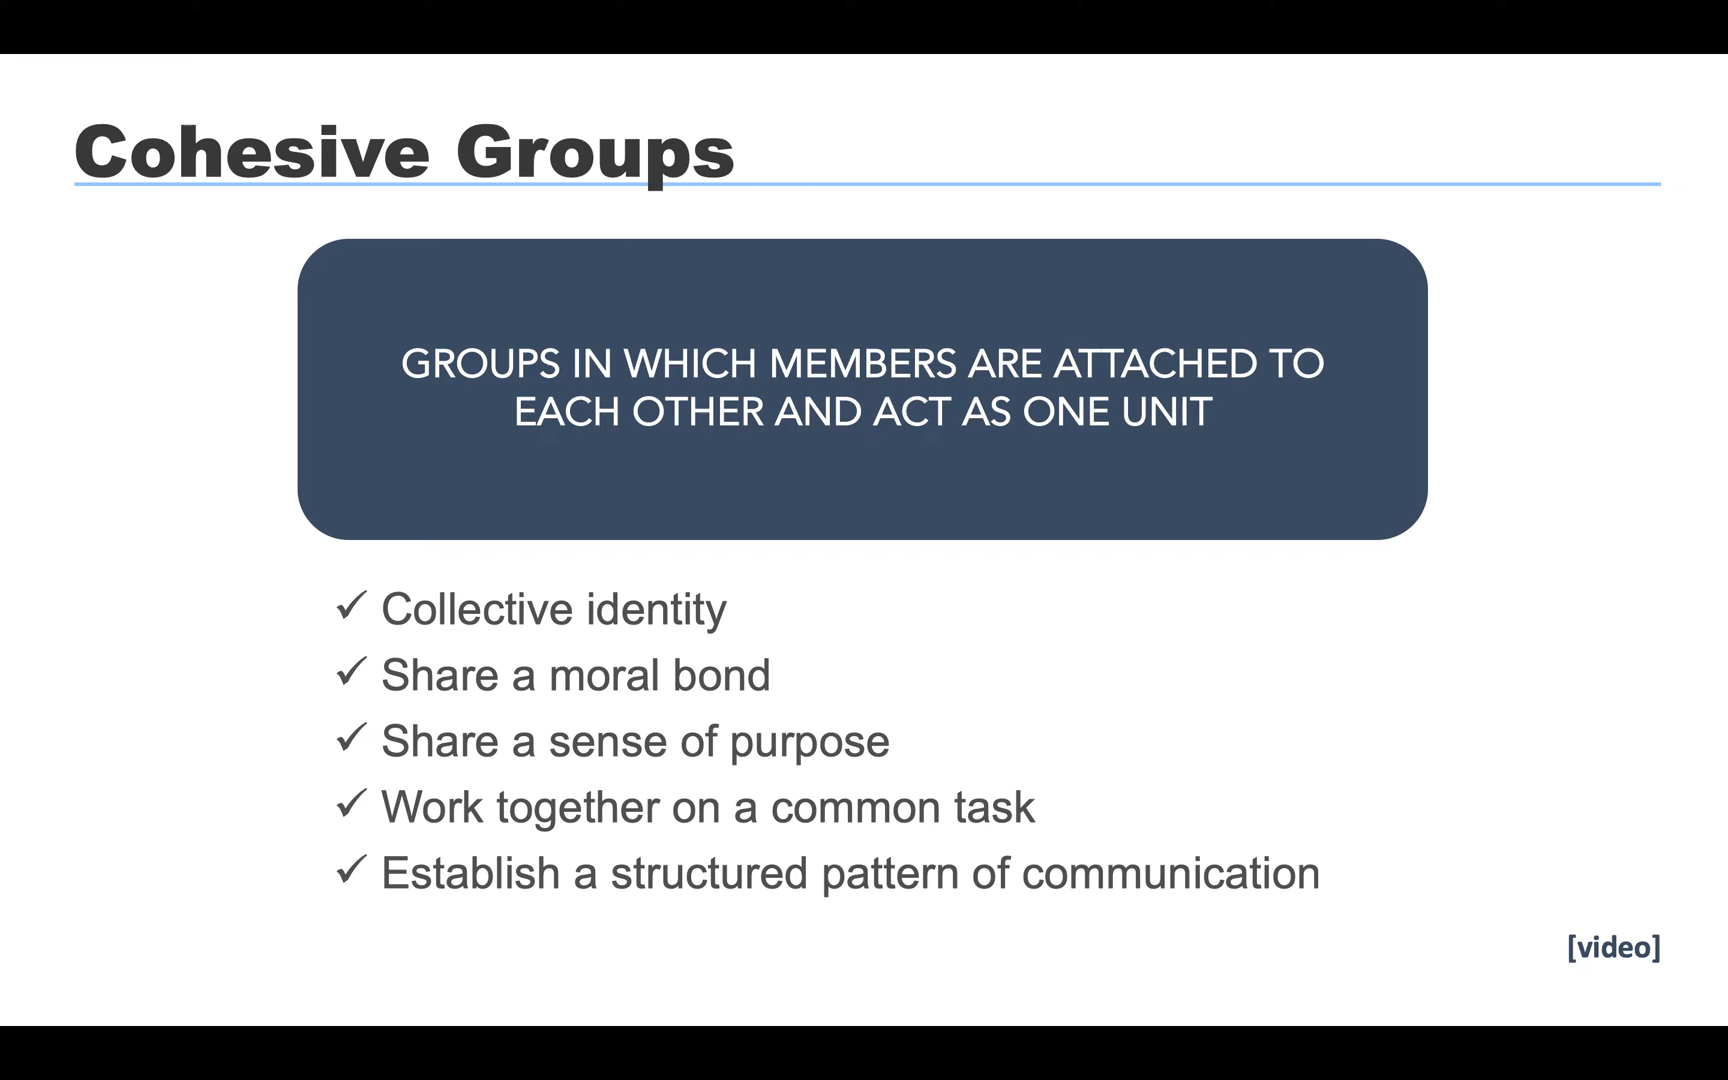 Cohesive Groups
GROUPS IN WHICH MEMBERS ARE ATTACHED TO
EACH OTHER AND ACT AS ONE UNIT
✓ Collective identity
✓ Share a moral bond
✓ Share a sense of purpose
✓ Work together on a common task
✓ Establish a structured pattern of communication
[video]